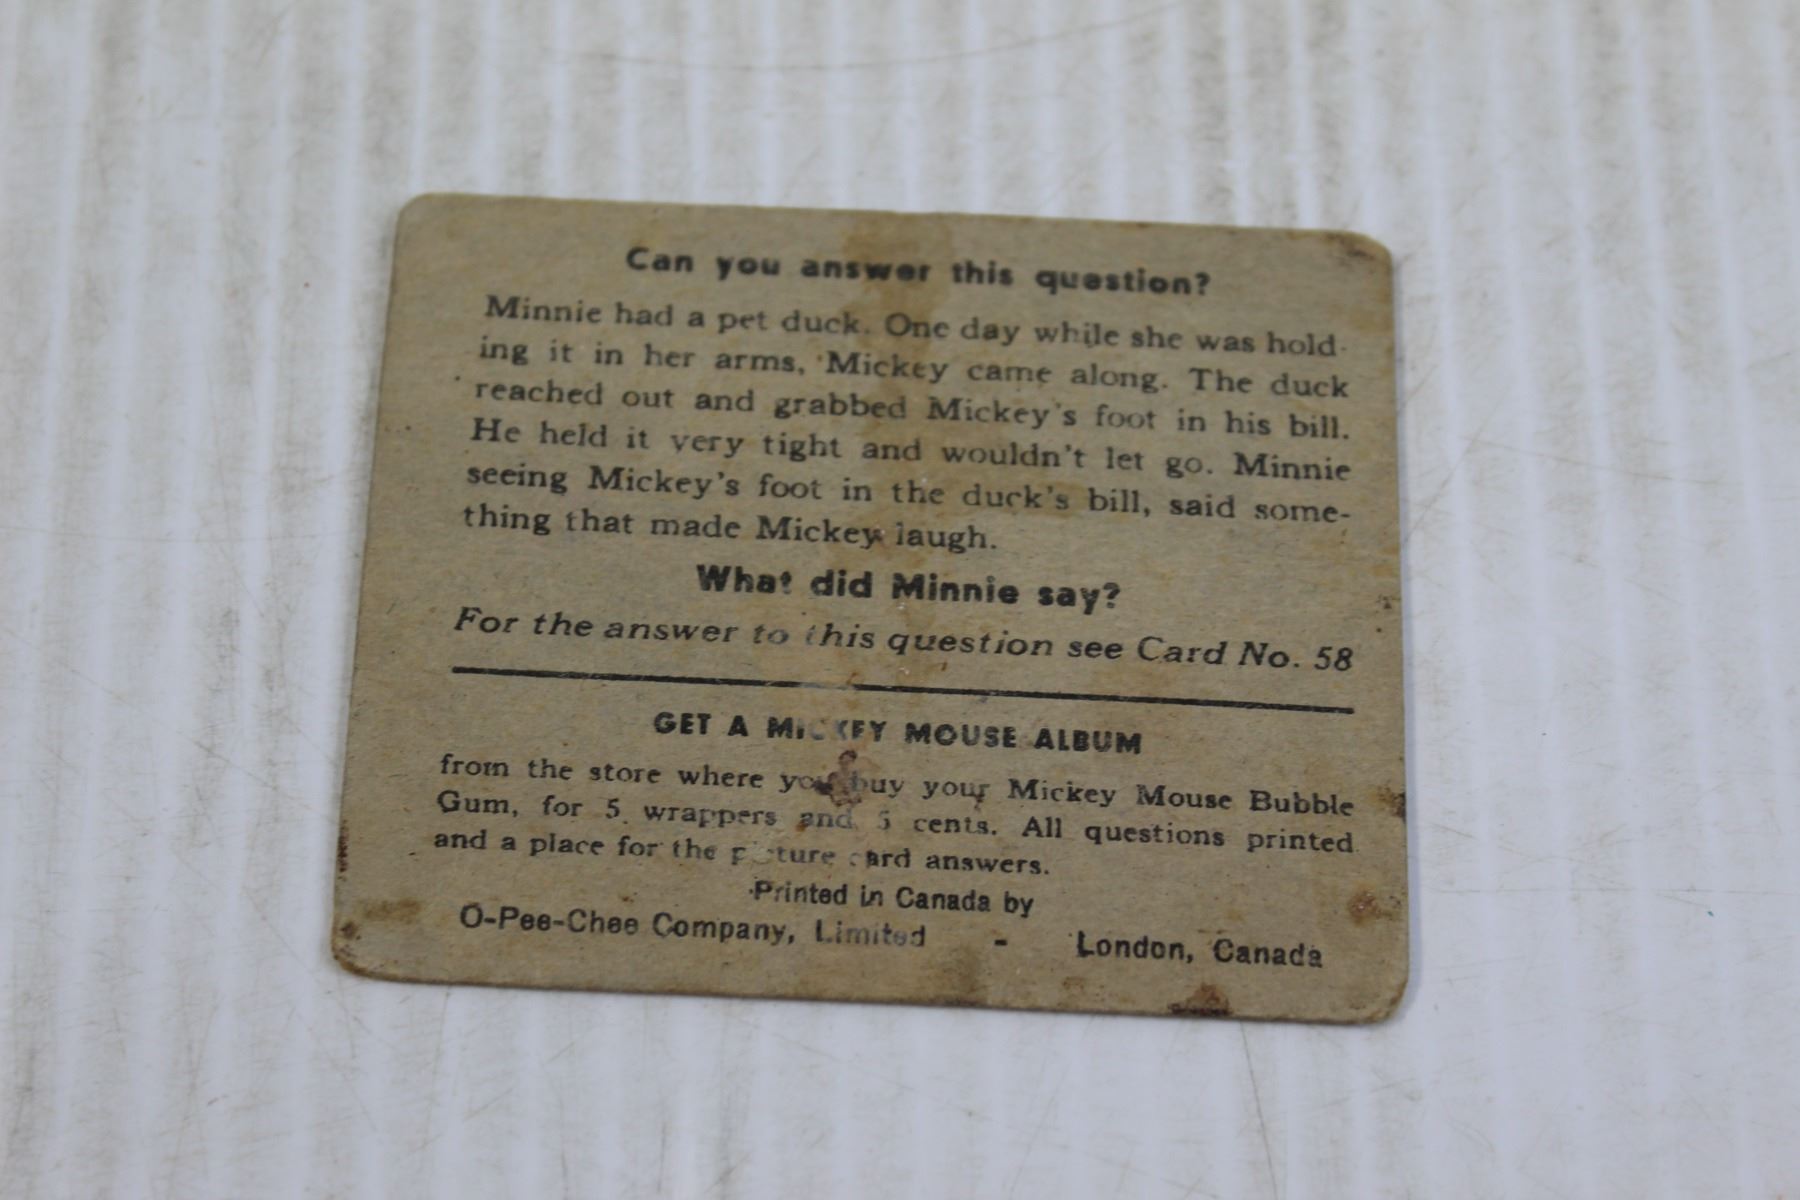 Can you answer this question?
Minnie had a pet duck. One day while she was hold-
ing it in her arms, Mickey came along. The duck
reached out and grabbed Mickey's foot in his bill.
He held it very tight and wouldn't let go. Minnie
seeing Mickey's foot in the duck's bill, said some-
thing that made Mickey laugh.
What did Minnie say?
For the answer to this question see Card No. 58
GET A MICKEY MOUSE ALBUM
from the store where you buy your Mickey Mouse Bubble
Gum, for 5 wrappers and 5 cents. All questions printed
and a place for the picture card answers.
Printed in Canada by
O-Pee-Chee Company, Limited - London, Canada